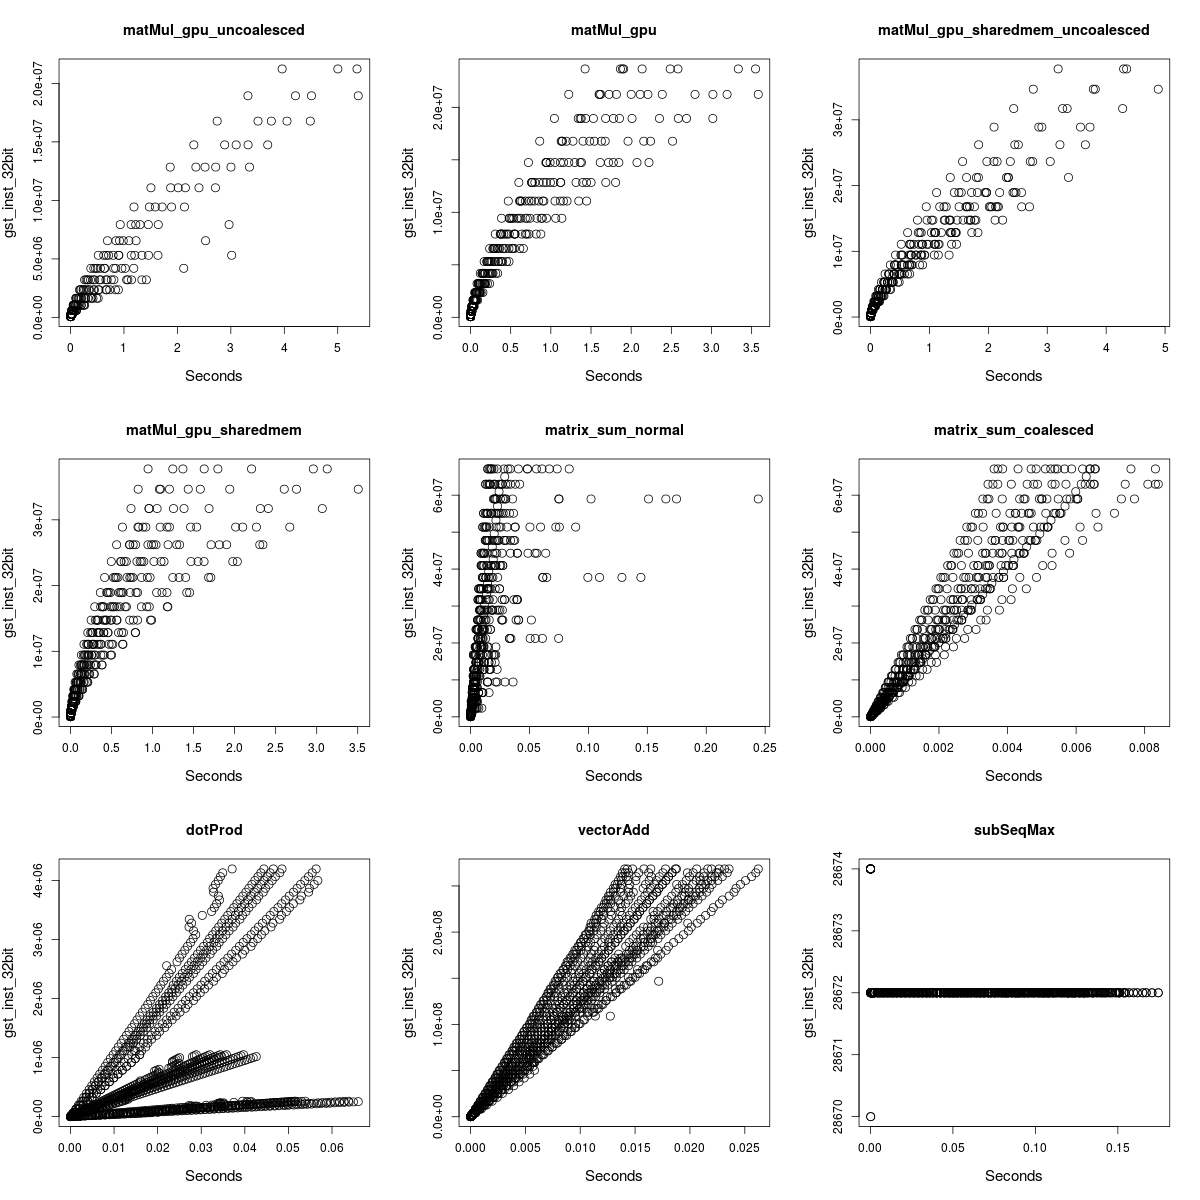 matMul_gpu_uncoalesced
gst_inst_32bit
0.0e+00 5.0e+06 1.0e+07 1.5e+07 2.0e+07
0 1 2 3 4 5
Seconds
matMul_gpu
gst_inst_32bit
0.0e+00 1.0e+07 2.0e+07
0.0 0.5 1.0 1.5 2.0 2.5 3.0 3.5
Seconds
matMul_gpu_sharedmem_uncoalesced
gst_inst_32bit
0e+00 1e+07 2e+07 3e+07
0 1 2 3 4 5
Seconds
matMul_gpu_sharedmem
gst_inst_32bit
0e+00 1e+07 2e+07 3e+07
0.0 0.5 1.0 1.5 2.0 2.5 3.0 3.5
Seconds
matrix_sum_normal
gst_inst_32bit
0e+00 2e+07 4e+07 6e+07
0.00 0.05 0.10 0.15 0.20 0.25
Seconds
matrix_sum_coalesced
gst_inst_32bit
0e+00 2e+07 4e+07 6e+07
0.000 0.002 0.004 0.006 0.008
Seconds
dotProd
gst_inst_32bit
0e+00 1e+06 2e+06 3e+06 4e+06
0.00 0.01 0.02 0.03 0.04 0.05 0.06
Seconds
vectorAdd
gst_inst_32bit
0.0e+00 1.0e+08 2.0e+08
0.000 0.005 0.010 0.015 0.020 0.025
Seconds
subSeqMax
gst_inst_32bit
28670 28671 28672 28673 28674
0.00 0.05 0.10 0.15
Seconds